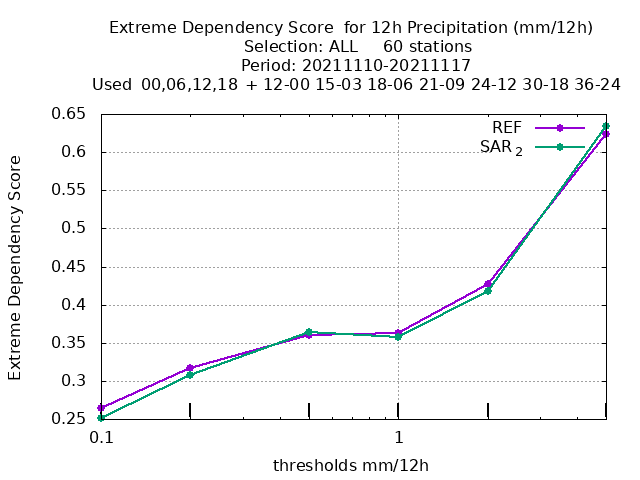 Extreme Dependency Score  for 12h Precipitation (mm/12h)
Selection: ALL     60 stations
Period: 20211110-20211117
Used  00,06,12,18  + 12-00 15-03 18-06 21-09 24-12 30-18 36-24
REF
SAR 2
0.65
0.6
0.55
0.5
0.45
0.4
0.35
0.3
0.25
Extreme Dependency Score
0.1
1
thresholds mm/12h